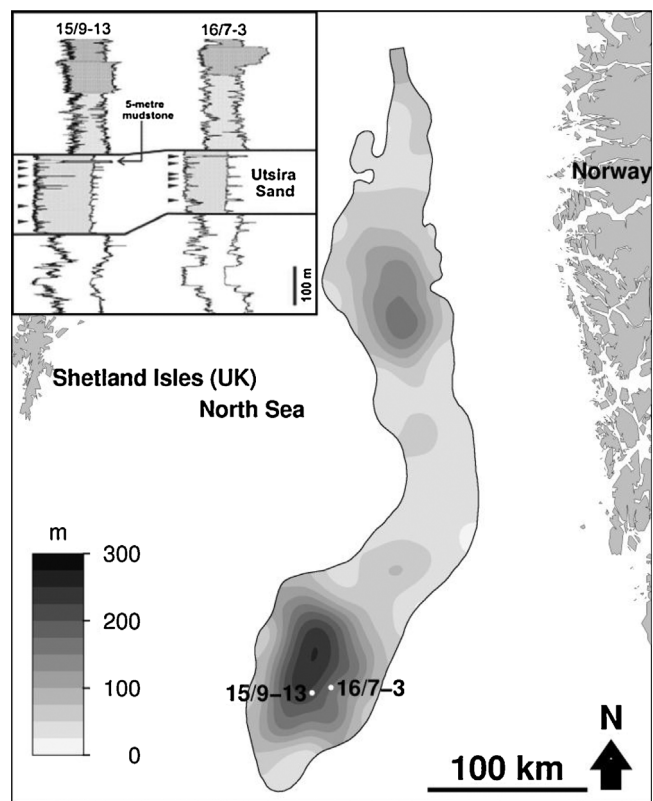 15/9-13
16/7-3
5-metre
mudstone
Utsira
Sand
100 m
Norway
Shetland Isles (UK)
North Sea
m
300
200
100
0
15/9–13
16/7–3
N
100 km